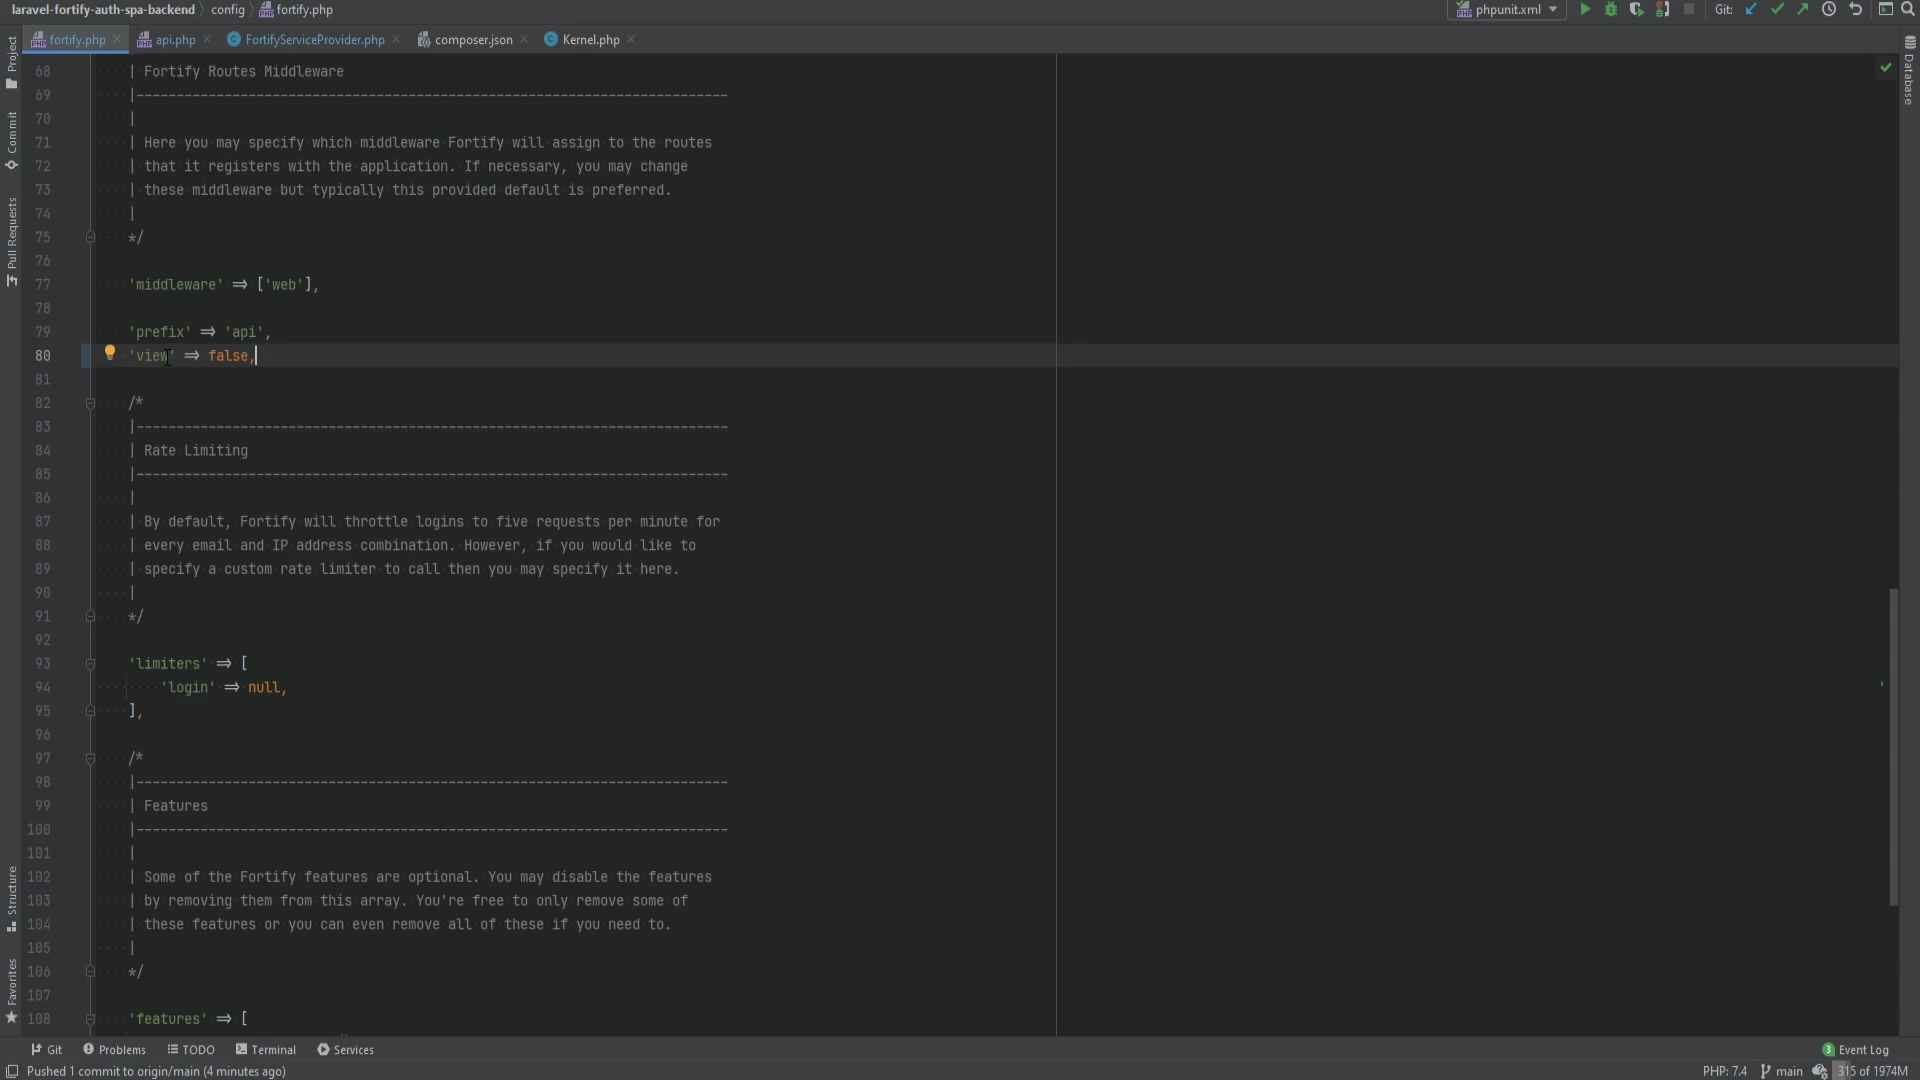 laravel-fortify-auth-spa-backend config fortify.php phpunit.xml Git:
fortify.php api.php FortifyServiceProvider.php composer.json Kernel.php
Project
Commit
Pull Requests
Structure
Favorites
Database
68 | Fortify Routes Middleware
69 |--------------------------------------------------------------------------
70 |
71 | Here you may specify which middleware Fortify will assign to the routes
72 | that it registers with the application. If necessary, you may change
73 | these middleware but typically this provided default is preferred.
74 |
75 */
76
77 'middleware' => ['web'],
78
79 'prefix' => 'api',
80 'view' => false,
81
82 /*
83 |--------------------------------------------------------------------------
84 | Rate Limiting
85 |--------------------------------------------------------------------------
86 |
87 | By default, Fortify will throttle logins to five requests per minute for
88 | every email and IP address combination. However, if you would like to
89 | specify a custom rate limiter to call then you may specify it here.
90 |
91 */
92
93 'limiters' => [
94 'login' => null,
95 ],
96
97 /*
98 |--------------------------------------------------------------------------
99 | Features
100 |--------------------------------------------------------------------------
101 |
102 | Some of the Fortify features are optional. You may disable the features
103 | by removing them from this array. You're free to only remove some of
104 | these features or you can even remove all of these if you need to.
105 |
106 */
107
108 'features' => [
Git Problems TODO Terminal Services 3 Event Log
Pushed 1 commit to origin/main (4 minutes ago) PHP: 7.4 main 315 of 1974M